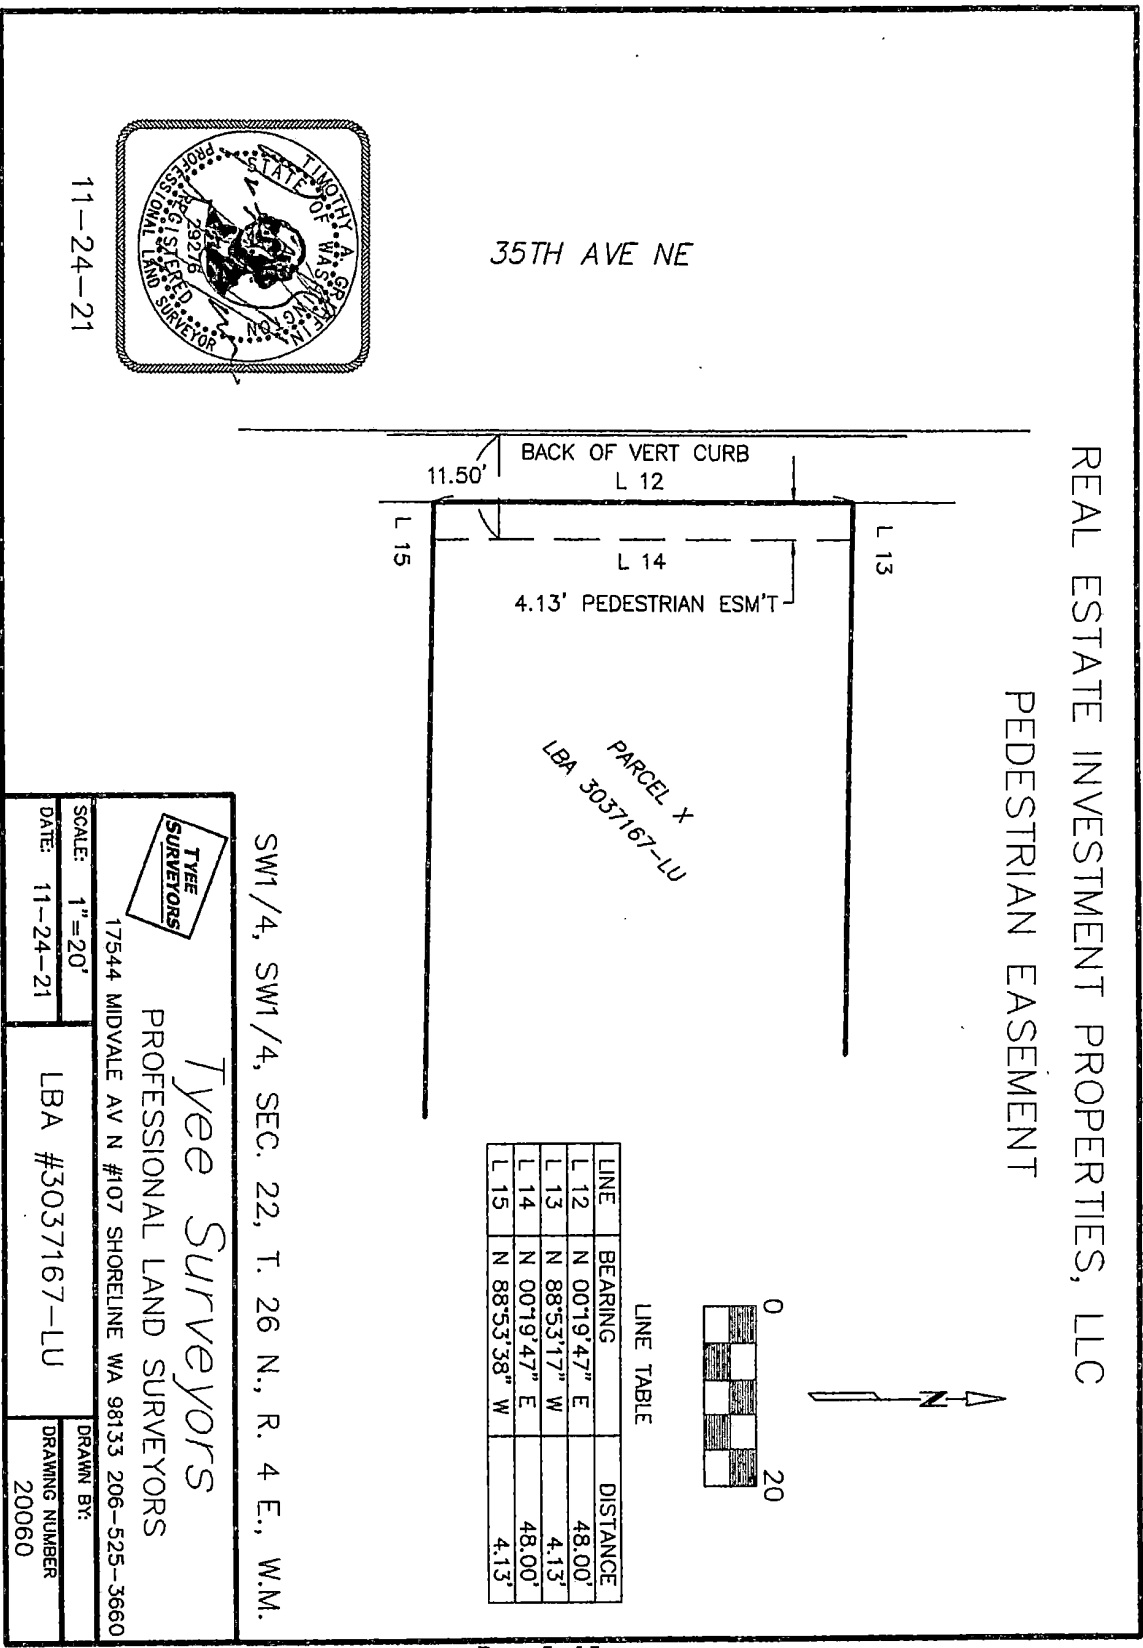 REAL ESTATE INVESTMENT PROPERTIES, LLC
PEDESTRIAN EASEMENT
35TH AVE NE
BACK OF VERT CURB
11.50'
L 12
L 13
L 14
L 15
4.13' PEDESTRIAN ESM'T
PARCEL X
LBA 3037167-LU
N
0 20
LINE TABLE
LINE BEARING DISTANCE
L 12 N 00°19'47" E 48.00'
L 13 N 88°53'17" W 4.13'
L 14 N 00°19'47" E 48.00'
L 15 N 88°53'38" W 4.13'
TIMOTHY A. GRIFFIN
STATE OF WASHINGTON
29276
REGISTERED
PROFESSIONAL LAND SURVEYOR
11-24-21
SW1/4, SW1/4, SEC. 22, T. 26 N., R. 4 E., W.M.
TYEE
SURVEYORS
Tyee Surveyors
PROFESSIONAL LAND SURVEYORS
17544 MIDVALE AV N #107 SHORELINE WA 98133 206-525-3660
SCALE: 1"=20'
DATE: 11-24-21
LBA #3037167-LU
DRAWN BY:
DRAWING NUMBER
20060